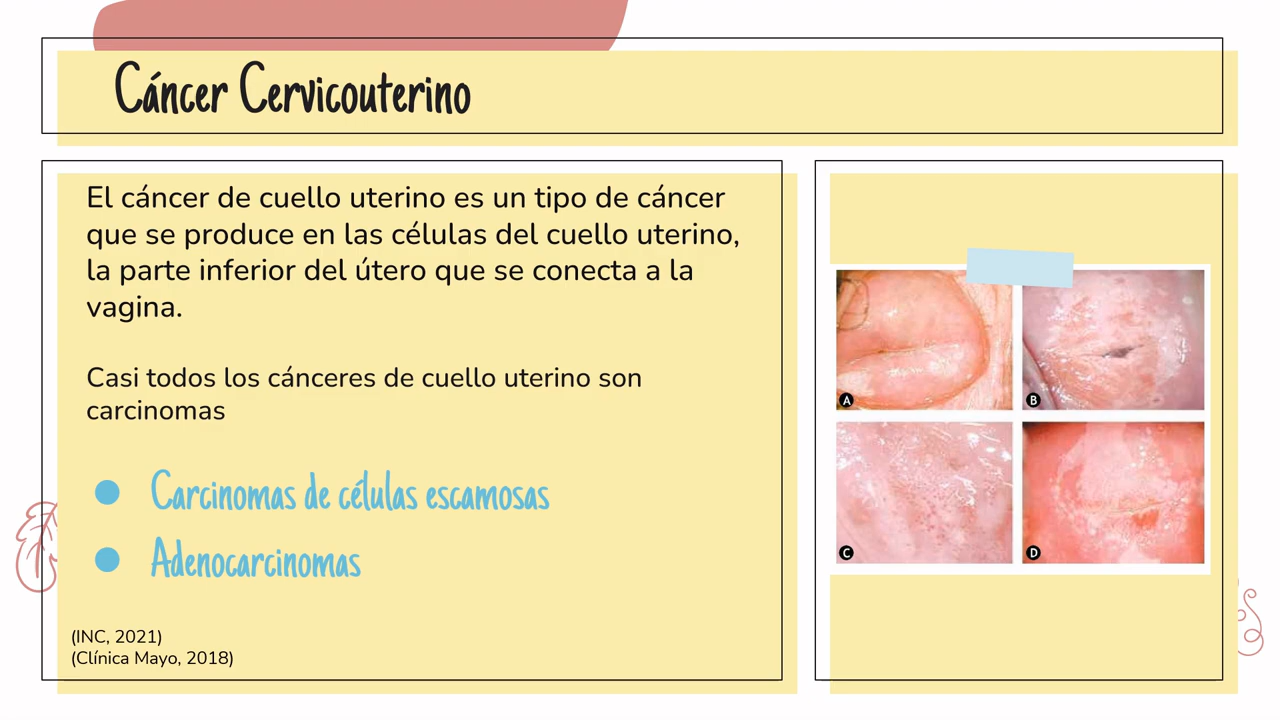 Cáncer Cervicouterino
El cáncer de cuello uterino es un tipo de cáncer
que se produce en las células del cuello uterino,
la parte inferior del útero que se conecta a la
vagina.
Casi todos los cánceres de cuello uterino son
carcinomas
● Carcinomas de células escamosas
● Adenocarcinomas
(INC, 2021)
(Clínica Mayo, 2018)
A
B
C
D